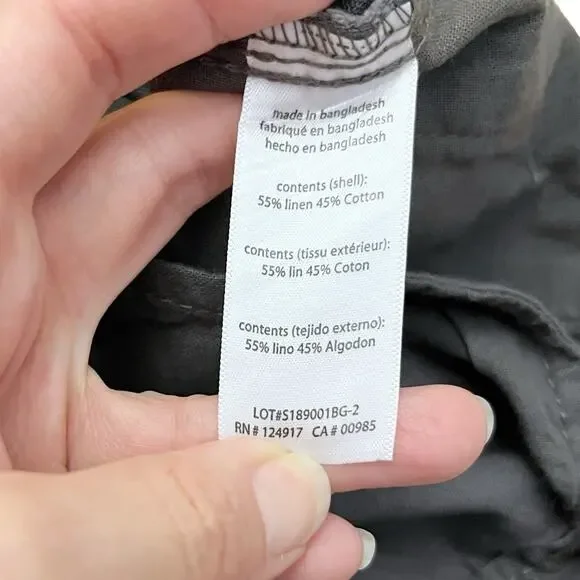 made in bangladesh
fabriqué en bangladesh
hecho en bangladesh
contents (shell):
55% linen 45% Cotton
contents (tissu extérieur):
55% lin 45% Coton
contents (tejido externo):
55% lino 45% Algodon
LOT#S189001BG-2
RN # 124917 CA # 00985